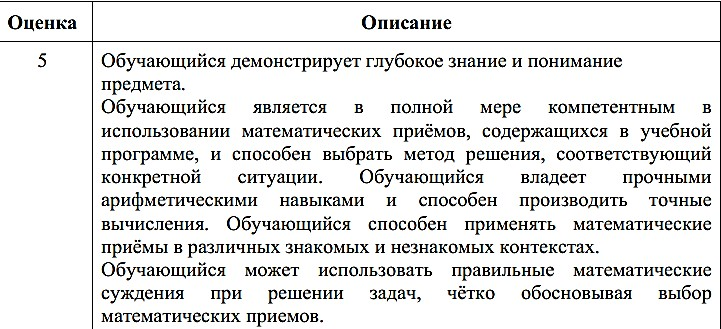 Оценка Описание
5 Обучающийся демонстрирует глубокое знание и понимание
предмета.
Обучающийся является в полной мере компетентным в
использовании математических приёмов, содержащихся в учебной
программе, и способен выбрать метод решения, соответствующий
конкретной ситуации. Обучающийся владеет прочными
арифметическими навыками и способен производить точные
вычисления. Обучающийся способен применять математические
приёмы в различных знакомых и незнакомых контекстах.
Обучающийся может использовать правильные математические
суждения при решении задач, чётко обосновывая выбор
математических приемов.